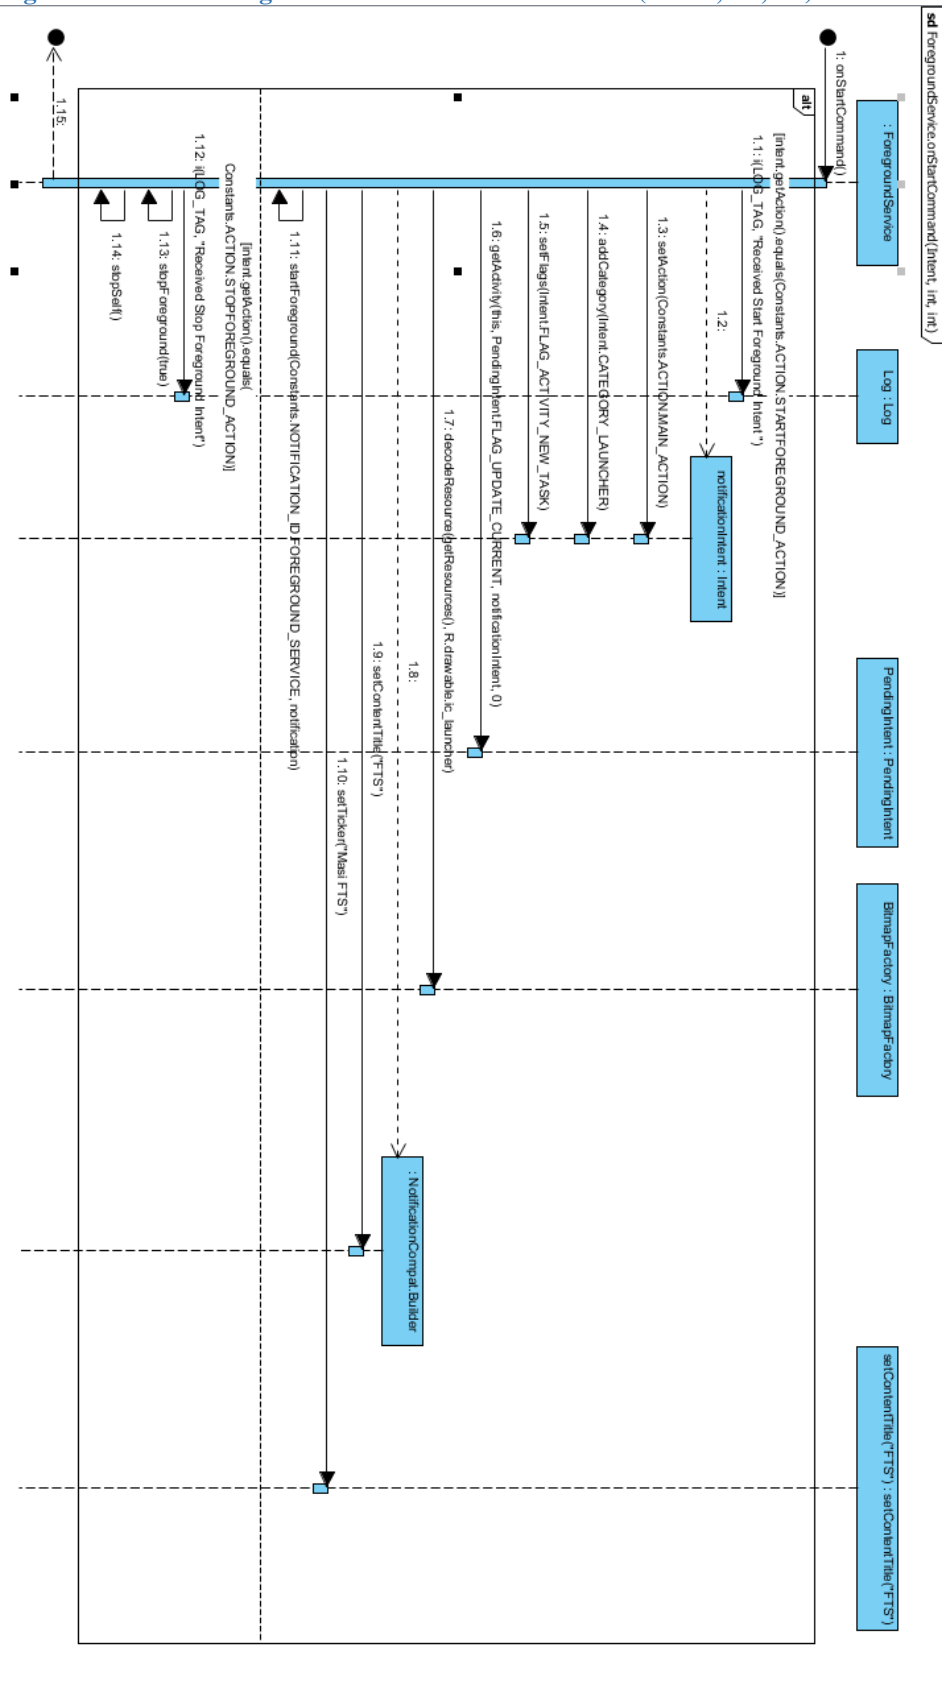 sd ForegroundService.onStartCommand(Intent, int, int)
: ForegroundService
Log : Log
PendingIntent : PendingIntent
BitmapFactory : BitmapFactory
setContentTitle("FTS") : setContentTitle("FTS")
1: onStartCommand()
alt
[intent.getAction().equals(Constants.ACTION.STARTFOREGROUND_ACTION)]
1.1: i(LOG_TAG, "Received Start Foreground Intent ")
1.2:
notificationIntent : Intent
1.3: setAction(Constants.ACTION.MAIN_ACTION)
1.4: addCategory(Intent.CATEGORY_LAUNCHER)
1.5: setFlags(Intent.FLAG_ACTIVITY_NEW_TASK)
1.6: getActivity(this, PendingIntent.FLAG_UPDATE_CURRENT, notificationIntent, 0)
1.7: decodeResource(getResources(), R.drawable.ic_launcher)
1.8:
: NotificationCompat.Builder
1.9: setContentTitle("FTS")
1.10: setTicker("Masi FTS")
1.11: startForeground(Constants.NOTIFICATION_ID.FOREGROUND_SERVICE, notification)
[intent.getAction().equals(
Constants.ACTION.STOPFOREGROUND_ACTION)]
1.12: i(LOG_TAG, "Received Stop Foreground Intent")
1.13: stopForeground(true)
1.14: stopSelf()
1.15: